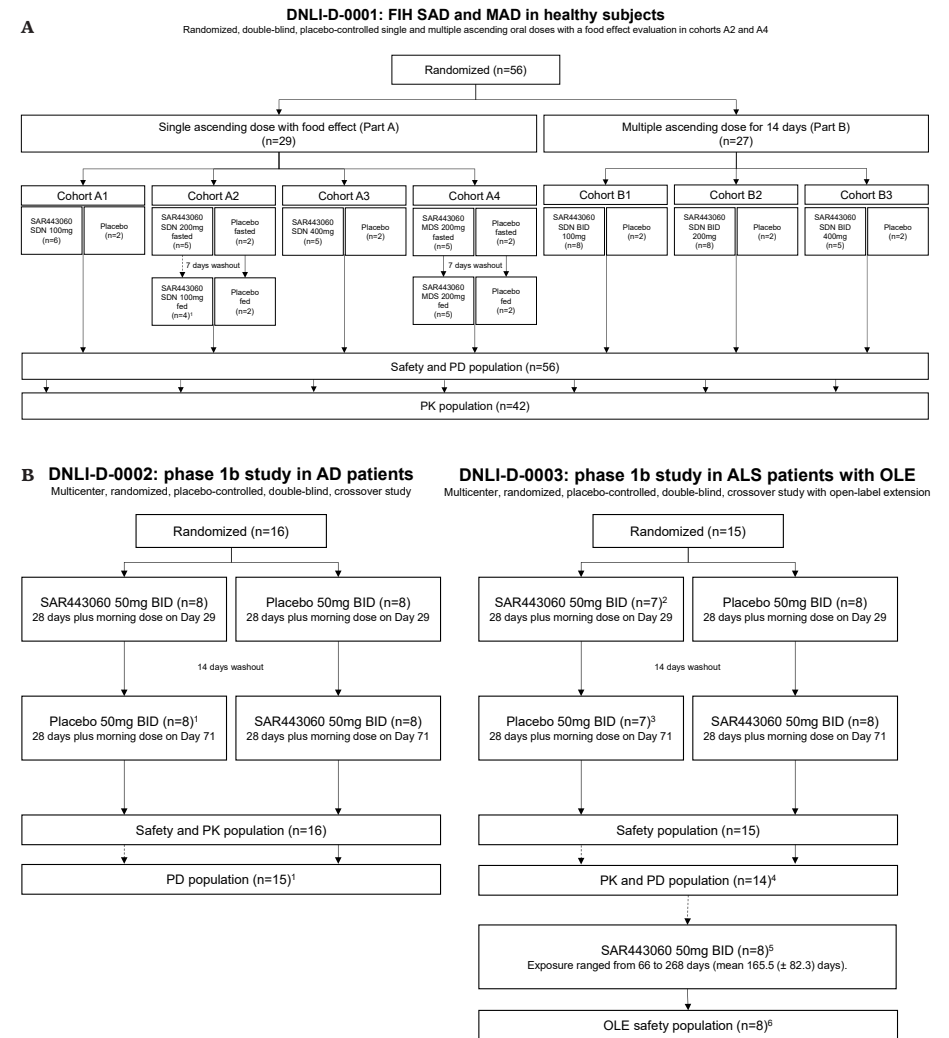 A
DNLI-D-0001: FIH SAD and MAD in healthy subjects
Randomized, double-blind, placebo-controlled single and multiple ascending oral doses with a food effect evaluation in cohorts A2 and A4
Randomized (n=56)
Single ascending dose with food effect (Part A)
(n=29)
Multiple ascending dose for 14 days (Part B)
(n=27)
Cohort A1
SAR443060
SDN 100mg
(n=6)
Placebo
(n=2)
Cohort A2
SAR443060
SDN 200mg
fasted
(n=5)
Placebo
fasted
(n=2)
7 days washout
SAR443060
SDN 100mg
fed
(n=4)¹
Placebo
fed
(n=2)
Cohort A3
SAR443060
SDN 400mg
(n=5)
Placebo
(n=2)
Cohort A4
SAR443060
MDS 200mg
fasted
(n=5)
Placebo
fasted
(n=2)
7 days washout
SAR443060
MDS 200mg
fed
(n=5)
Placebo
fed
(n=2)
Cohort B1
SAR443060
SDN BID
100mg
(n=8)
Placebo
(n=2)
Cohort B2
SAR443060
SDN BID
200mg
(n=8)
Placebo
(n=2)
Cohort B3
SAR443060
SDN BID
400mg
(n=5)
Placebo
(n=2)
Safety and PD population (n=56)
PK population (n=42)
B
DNLI-D-0002: phase 1b study in AD patients
Multicenter, randomized, placebo-controlled, double-blind, crossover study
Randomized (n=16)
SAR443060 50mg BID (n=8)
28 days plus morning dose on Day 29
Placebo 50mg BID (n=8)
28 days plus morning dose on Day 29
14 days washout
Placebo 50mg BID (n=8)¹
28 days plus morning dose on Day 71
SAR443060 50mg BID (n=8)
28 days plus morning dose on Day 71
Safety and PK population (n=16)
PD population (n=15)¹
DNLI-D-0003: phase 1b study in ALS patients with OLE
Multicenter, randomized, placebo-controlled, double-blind, crossover study with open-label extension
Randomized (n=15)
SAR443060 50mg BID (n=7)²
28 days plus morning dose on Day 29
Placebo 50mg BID (n=8)
28 days plus morning dose on Day 29
14 days washout
Placebo 50mg BID (n=7)³
28 days plus morning dose on Day 71
SAR443060 50mg BID (n=8)
28 days plus morning dose on Day 71
Safety population (n=15)
PK and PD population (n=14)⁴
SAR443060 50mg BID (n=8)⁵
Exposure ranged from 66 to 268 days (mean 165.5 (± 82.3) days).
OLE safety population (n=8)⁶